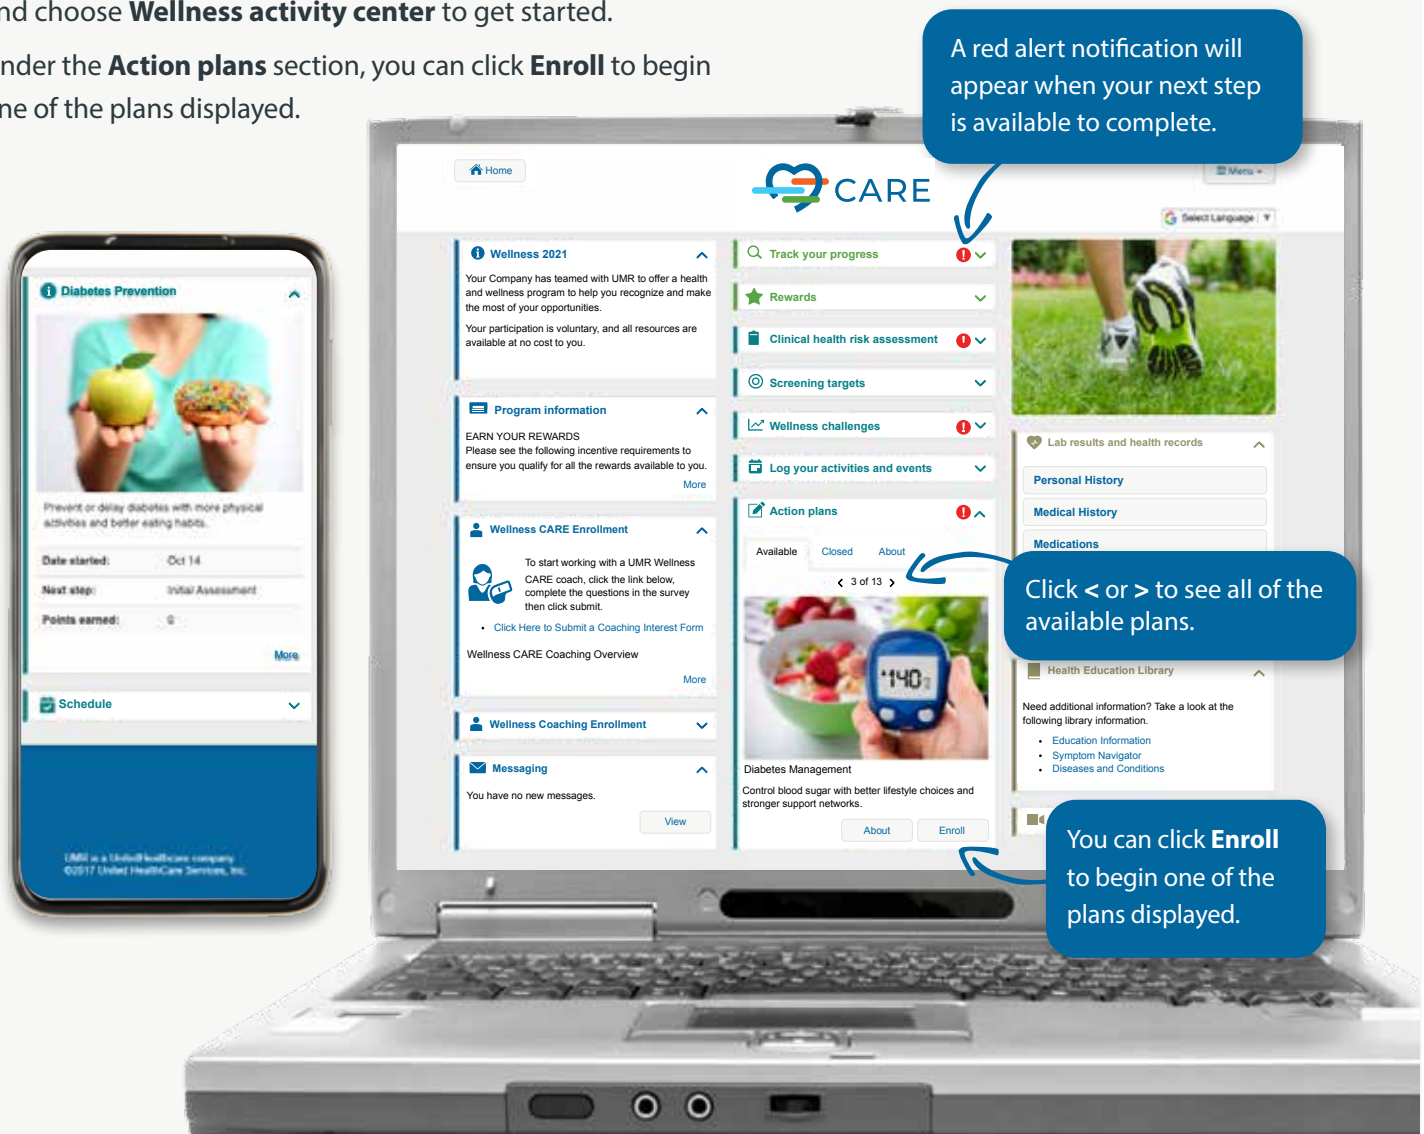 nd choose Wellness activity center to get started.
nder the Action plans section, you can click Enroll to begin
ne of the plans displayed.
A red alert notification will
appear when your next step
is available to complete.
Diabetes Prevention
Prevent or delay diabetes with more physical
activities and better eating habits.
Date started: Oct 14
Next step: Initial Assessment
Points earned: 0
More
Schedule
UMR is a UnitedHealthcare company
©2017 United HealthCare Services, Inc.
Home
CARE
Menu
Select Language
Wellness 2021
Your Company has teamed with UMR to offer a health
and wellness program to help you recognize and make
the most of your opportunities.
Your participation is voluntary, and all resources are
available at no cost to you.
Program information
EARN YOUR REWARDS
Please see the following incentive requirements to
ensure you qualify for all the rewards available to you.
More
Wellness CARE Enrollment
To start working with a UMR Wellness
CARE coach, click the link below,
complete the questions in the survey
then click submit.
• Click Here to Submit a Coaching Interest Form
Wellness CARE Coaching Overview
More
Wellness Coaching Enrollment
Messaging
You have no new messages.
View
Track your progress
Rewards
Clinical health risk assessment
Screening targets
Wellness challenges
Log your activities and events
Action plans
Available Closed About
< 3 of 13 >
140
Diabetes Management
Control blood sugar with better lifestyle choices and
stronger support networks.
About Enroll
Lab results and health records
Personal History
Medical History
Medications
Click < or > to see all of the
available plans.
Health Education Library
Need additional information? Take a look at the
following library information.
• Education Information
• Symptom Navigator
• Diseases and Conditions
You can click Enroll
to begin one of the
plans displayed.